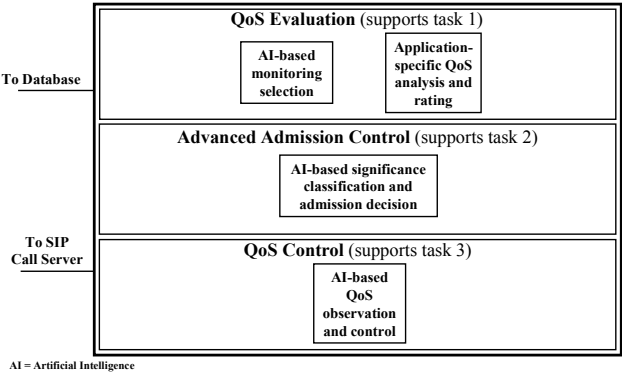 QoS Evaluation (supports task 1)
AI-based
monitoring
selection
Application-
specific QoS
analysis and
rating
To Database
Advanced Admission Control (supports task 2)
AI-based significance
classification and
admission decision
To SIP
Call Server
QoS Control (supports task 3)
AI-based
QoS
observation
and control
AI = Artificial Intelligence